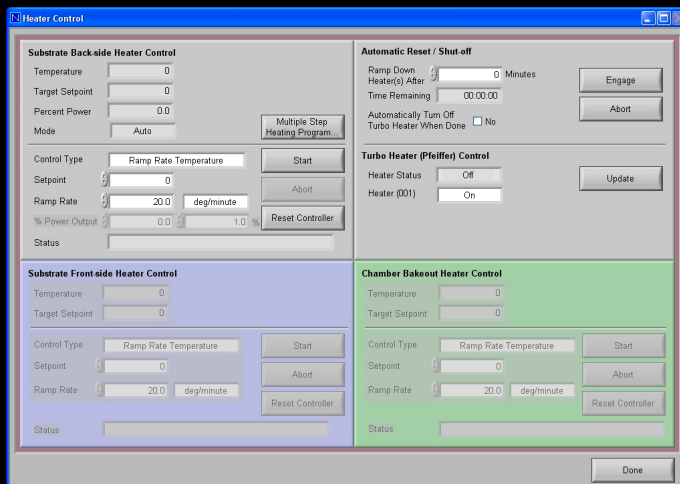 Heater Control
Substrate Back-side Heater Control
Temperature 0
Target Setpoint 0
Percent Power 0.0
Mode Auto
Multiple Step
Heating Program...
Control Type Ramp Rate Temperature Start
Setpoint 0 Abort
Ramp Rate 20.0 deg/minute
% Power Output 0.0 1.0 % Reset Controller
Status
Automatic Reset / Shut-off
Ramp Down
Heater(s) After 0 Minutes Engage
Time Remaining 00:00:00 Abort
Automatically Turn Off
Turbo Heater When Done No
Turbo Heater (Pfeiffer) Control
Heater Status Off Update
Heater (001) On
Substrate Front-side Heater Control
Temperature 0
Target Setpoint 0
Control Type Ramp Rate Temperature Start
Setpoint 0 Abort
Ramp Rate 20.0 deg/minute
Reset Controller
Status
Chamber Bakeout Heater Control
Temperature 0
Target Setpoint 0
Control Type Ramp Rate Temperature Start
Setpoint 0 Abort
Ramp Rate 20.0 deg/minute
Reset Controller
Status
Done